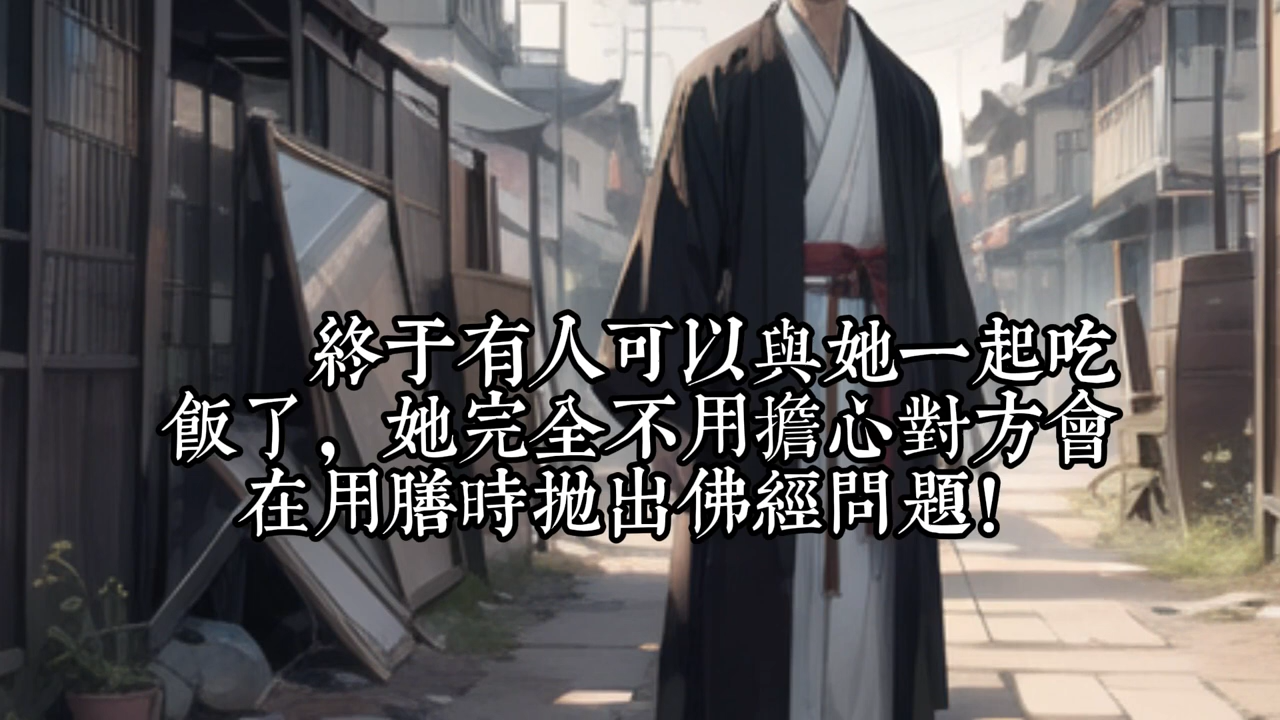 終于有人可以與她一起吃
飯了，她完全不用擔心對方會
在用膳時拋出佛經問題！